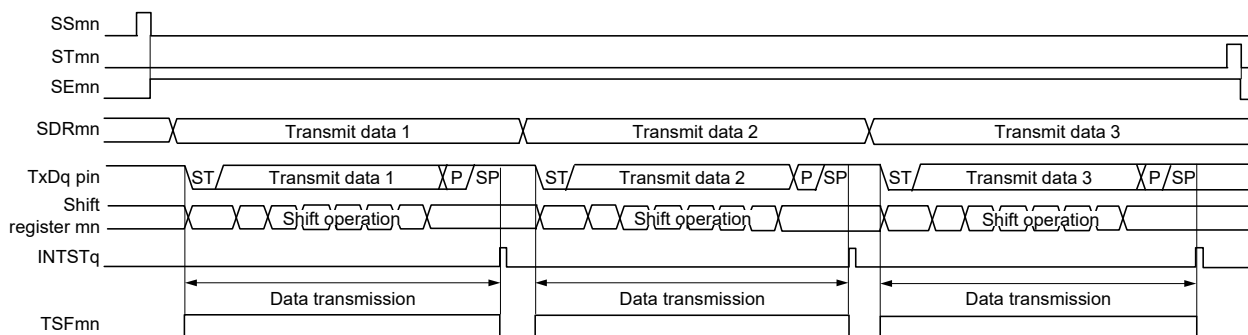 SSmn
STmn
SEmn
SDRmn Transmit data 1 Transmit data 2 Transmit data 3
TxDq pin ST Transmit data 1 P SP ST Transmit data 2 P SP ST Transmit data 3 P SP
Shift
register mn Shift operation Shift operation Shift operation
INTSTq
Data transmission Data transmission Data transmission
TSFmn